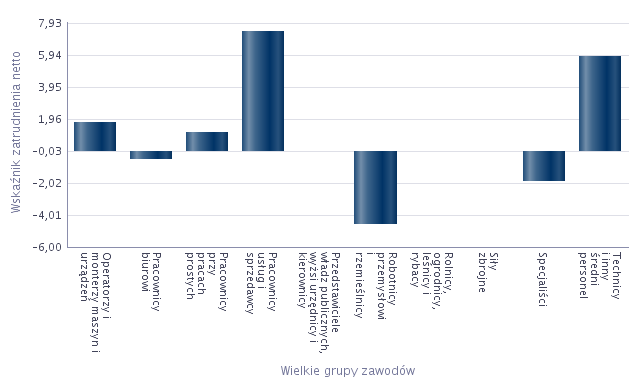 7,93
5,94
3,95
1,96
-0,03
-2,02
-4,01
-6,00
Wskaźnik zatrudnienia netto
Operatorzy i
monterzy maszyn i
urządzeń
Pracownicy
biurowi
Pracownicy
przy
pracach
prostych
Pracownicy
usług i
sprzedawcy
Przedstawiciele
władz publicznych,
wyżsi urzędnicy i
kierownicy
Robotnicy
przemysłowi
i
rzemieślnicy
Rolnicy,
ogrodnicy,
leśnicy i
rybacy
Siły
zbrojne
Specjaliści
Technicy
i inny
średni
personel
Wielkie grupy zawodów